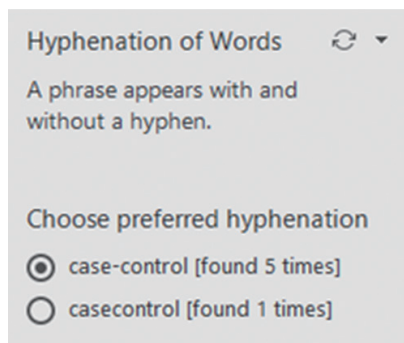 Hyphenation of Words
A phrase appears with and
without a hyphen.
Choose preferred hyphenation
case-control [found 5 times]
casecontrol [found 1 times]